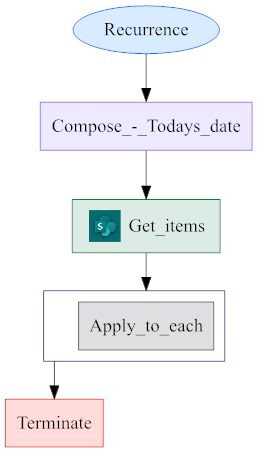 Recurrence
Compose_-_Todays_date
S
Get_items
Apply_to_each
Terminate